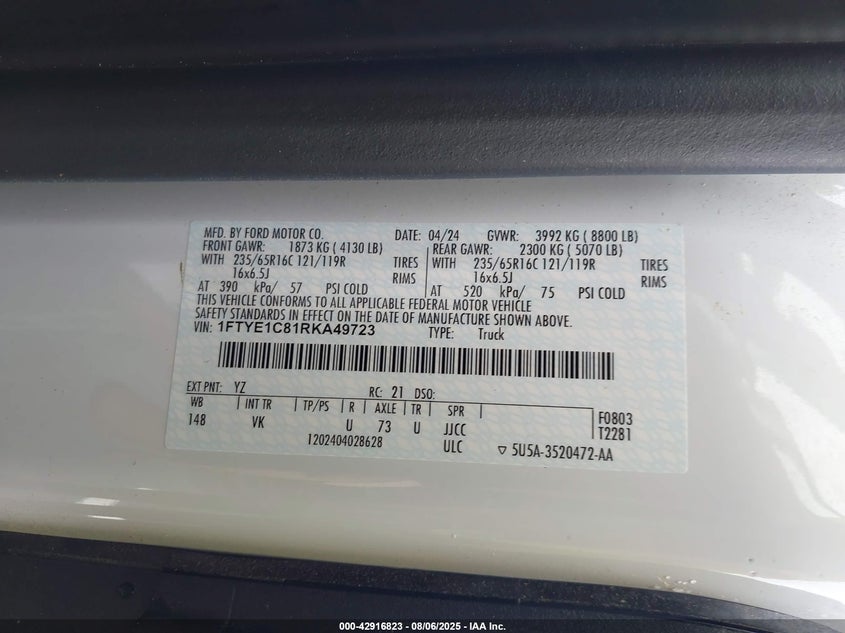 MFD. BY FORD MOTOR CO. DATE: 04/24 GVWR: 3992 KG ( 8800 LB)
FRONT GAWR: 1873 KG ( 4130 LB) REAR GAWR: 2300 KG ( 5070 LB)
WITH 235/65R16C 121/119R TIRES WITH 235/65R16C 121/119R TIRES
16x6.5J RIMS 16x6.5J RIMS
AT 390 kPa/ 57 PSI COLD AT 520 kPa/ 75 PSI COLD
THIS VEHICLE CONFORMS TO ALL APPLICABLE FEDERAL MOTOR VEHICLE
SAFETY STANDARDS IN EFFECT ON THE DATE OF MANUFACTURE SHOWN ABOVE.
VIN: 1FTYE1C81RKA49723 TYPE: Truck
EXT PNT: YZ RC: 21 DSO:
WB INT TR TP/PS R AXLE TR SPR F0803
148 VK U 73 U JJCC T2281
1202404028628 ULC 5U5A-3520472-AA
000-42916823 - 08/06/2025 - IAA Inc.